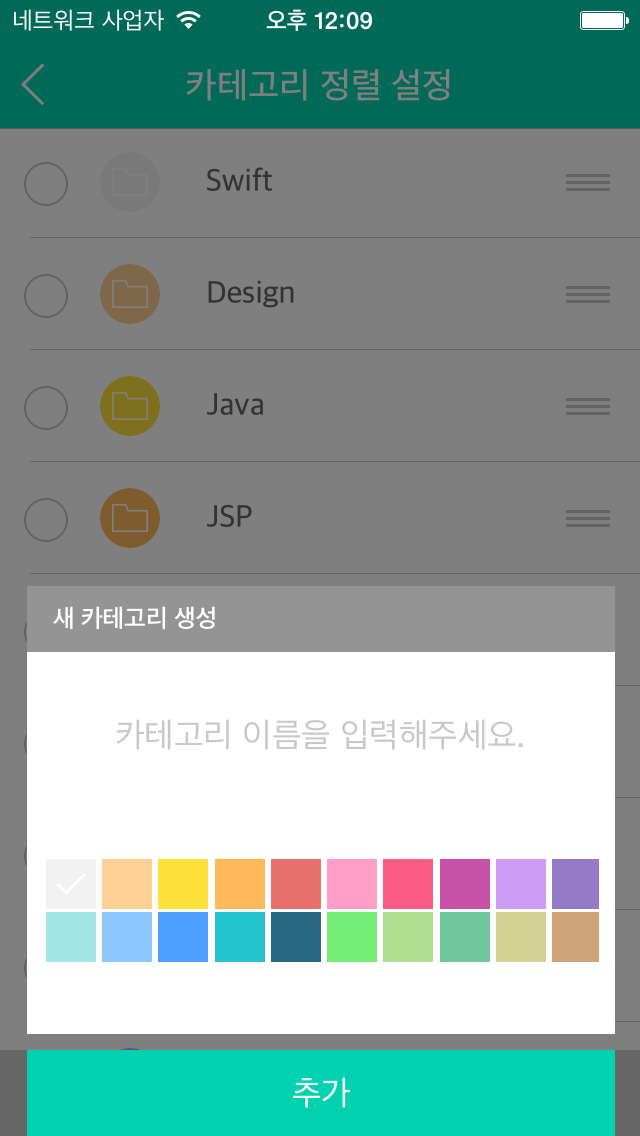 네트워크 사업자 오후 12:09
카테고리 정렬 설정
Swift
Design
Java
JSP
새 카테고리 생성
카테고리 이름을 입력해주세요.
추가